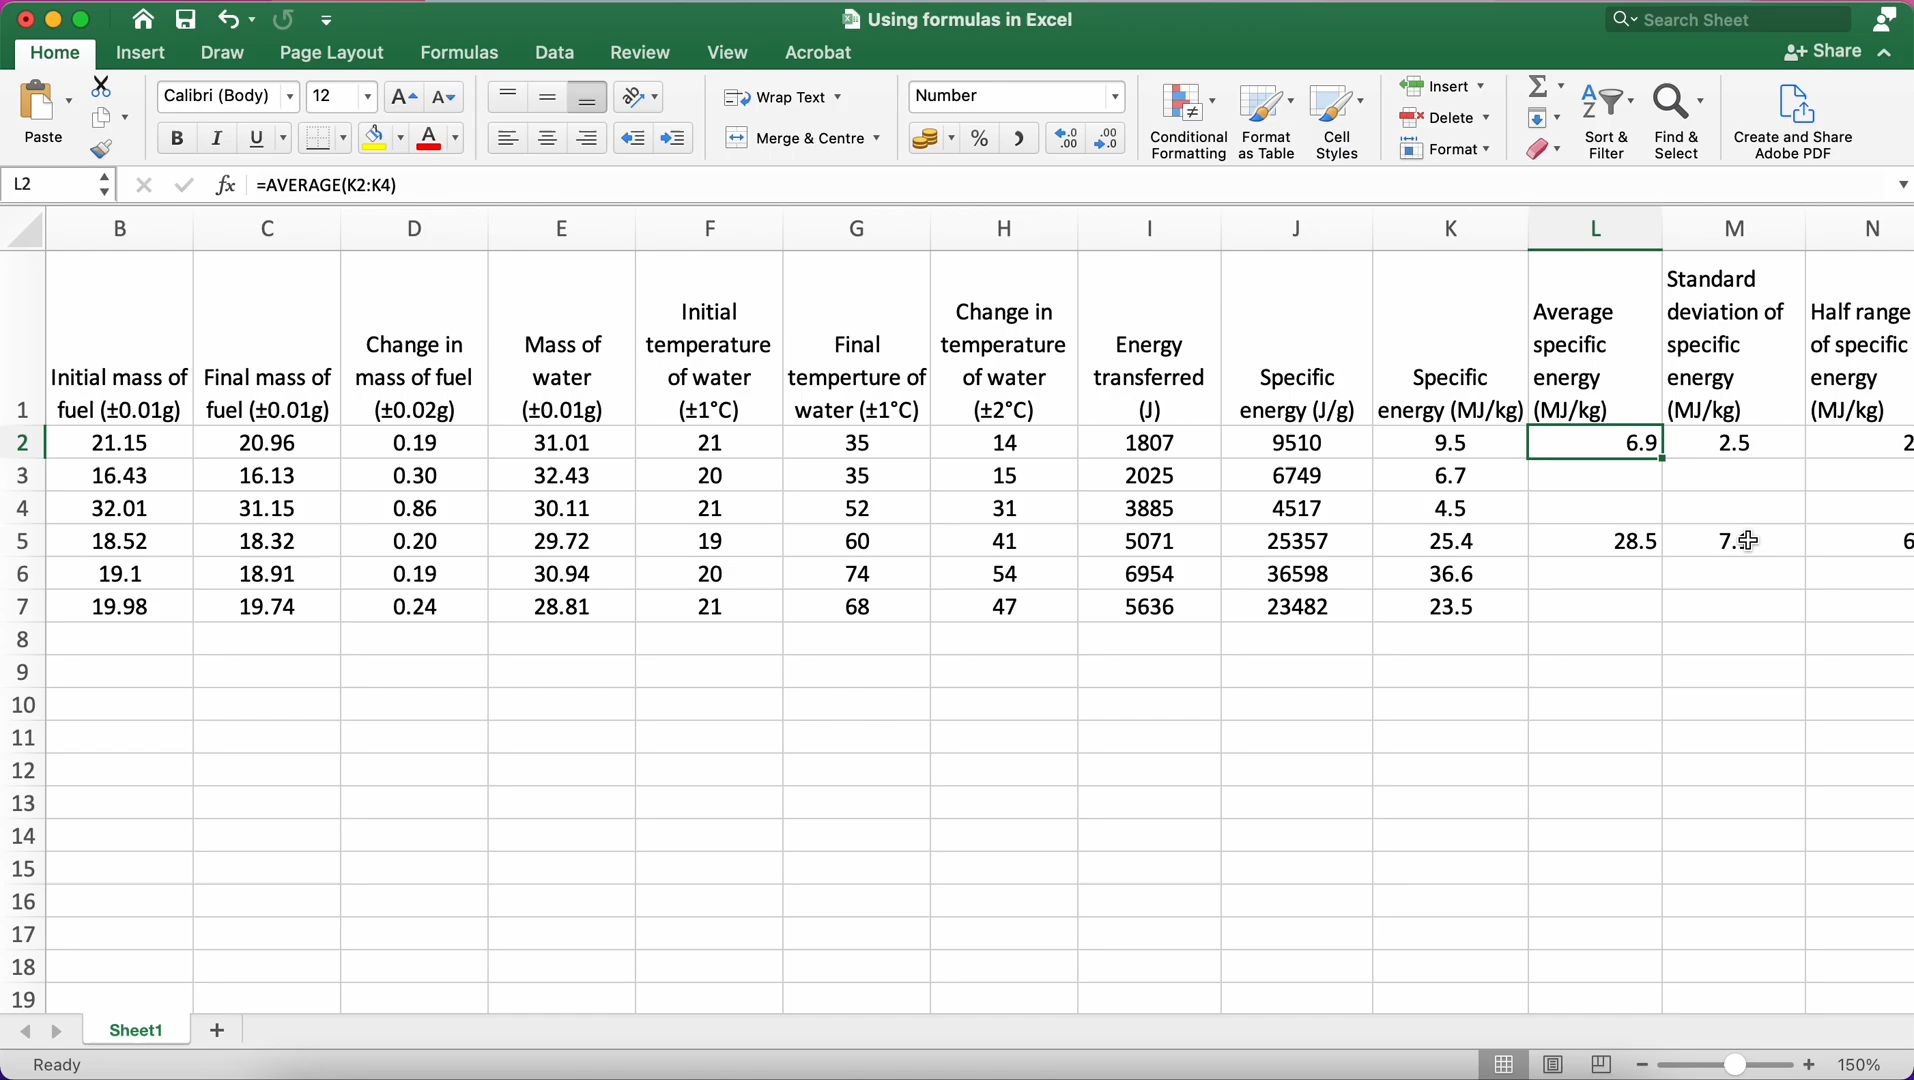 Using formulas in Excel
Search Sheet
Home Insert Draw Page Layout Formulas Data Review View Acrobat
Share
Paste
Calibri (Body) 12 A A
B I U A
Wrap Text
Merge & Centre
Number
% .0 .00 .00 .0
Conditional Formatting
Format as Table
Cell Styles
Insert
Delete
Format
Sort & Filter
Find & Select
Create and Share Adobe PDF
L2 fx =AVERAGE(K2:K4)
B C D E F G H I J K L M N
1
Initial mass of
fuel (±0.01g)
Final mass of
fuel (±0.01g)
Change in
mass of fuel
(±0.02g)
Mass of
water
(±0.01g)
Initial
temperature
of water
(±1°C)
Final
temperture of
water (±1°C)
Change in
temperature
of water
(±2°C)
Energy
transferred
(J)
Specific
energy (J/g)
Specific
energy (MJ/kg)
Average
specific
energy
(MJ/kg)
Standard
deviation of
specific
energy
(MJ/kg)
Half range
of specific
energy
(MJ/kg)
2 21.15 20.96 0.19 31.01 21 35 14 1807 9510 9.5 6.9 2.5 2
3 16.43 16.13 0.30 32.43 20 35 15 2025 6749 6.7
4 32.01 31.15 0.86 30.11 21 52 31 3885 4517 4.5
5 18.52 18.32 0.20 29.72 19 60 41 5071 25357 25.4 28.5 7. 6
6 19.1 18.91 0.19 30.94 20 74 54 6954 36598 36.6
7 19.98 19.74 0.24 28.81 21 68 47 5636 23482 23.5
8
9
10
11
12
13
14
15
16
17
18
19
Sheet1
Ready
150%